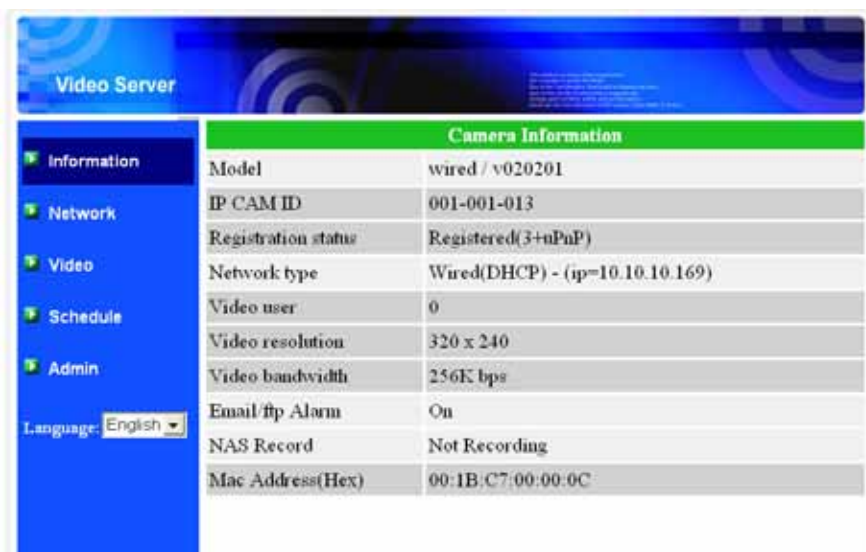 Video Server
Camera Information
Information
Network
Video
Schedule
Admin
Language: English
Model wired / v020201
IP CAM ID 001-001-013
Registration status Registered(3+uPnP)
Network type Wired(DHCP) - (ip=10.10.10.169)
Video user 0
Video resolution 320 x 240
Video bandwidth 256K bps
Email/ftp Alarm On
NAS Record Not Recording
Mac Address(Hex) 00:1B:C7:00:00:0C